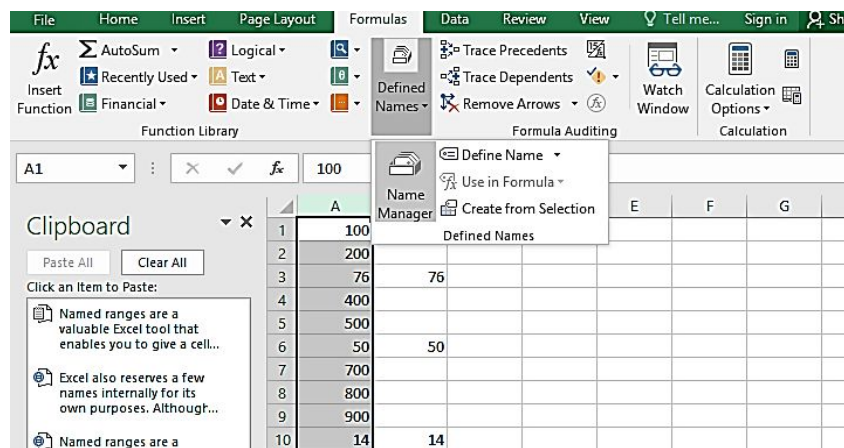 File Home Insert Page Layout Formulas Data Review View Tell me... Sign in Sh
AutoSum Logical
Recently Used Text
Financial Date & Time
Insert
Function
Function Library
Defined
Names
Trace Precedents
Trace Dependents
Remove Arrows
Formula Auditing
Watch
Window
Calculation
Options
Calculation
A1 fx 100
Name
Manager
Define Name
Use in Formula
Create from Selection
Defined Names
Clipboard
Paste All Clear All
Click an Item to Paste:
Named ranges are a
valuable Excel tool that
enables you to give a cell...
Excel also reserves a few
names internally for its
own purposes. Although...
Named ranges are a
A E F G
1 100
2 200
3 76 76
4 400
5 500
6 50 50
7 700
8 800
9 900
10 14 14